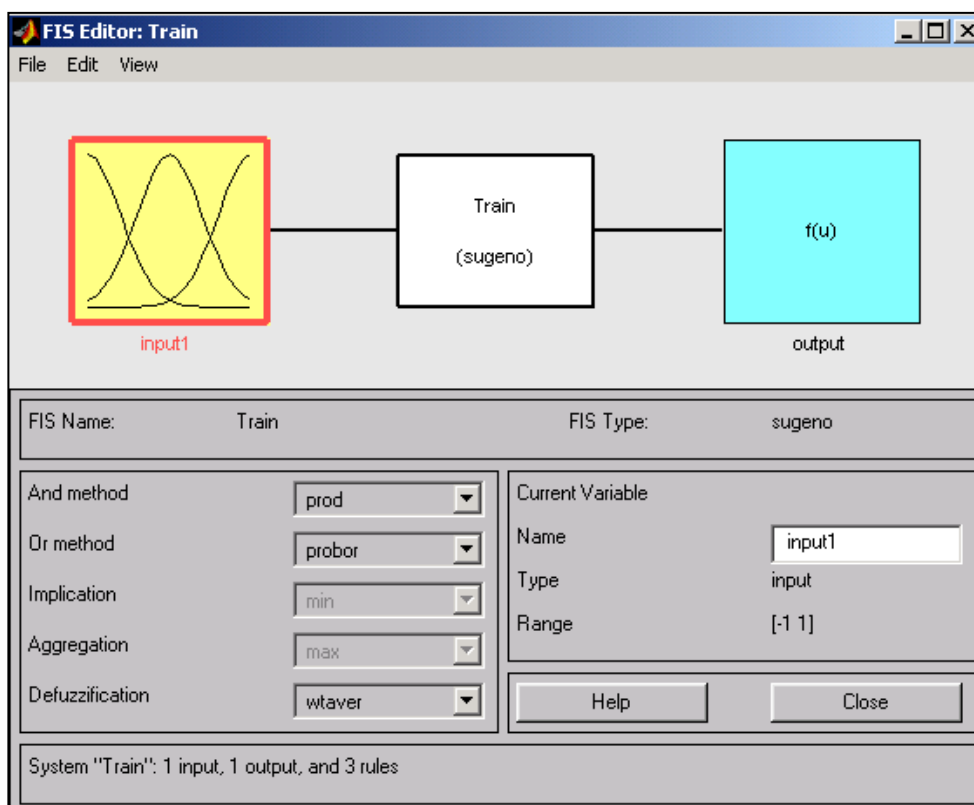 FIS Editor: Train
File Edit View
Train
(sugeno)
f(u)
input1
output
FIS Name: Train
FIS Type: sugeno
And method prod
Or method probor
Implication min
Aggregation max
Defuzzification wtaver
Current Variable
Name input1
Type input
Range [-1 1]
Help Close
System "Train": 1 input, 1 output, and 3 rules